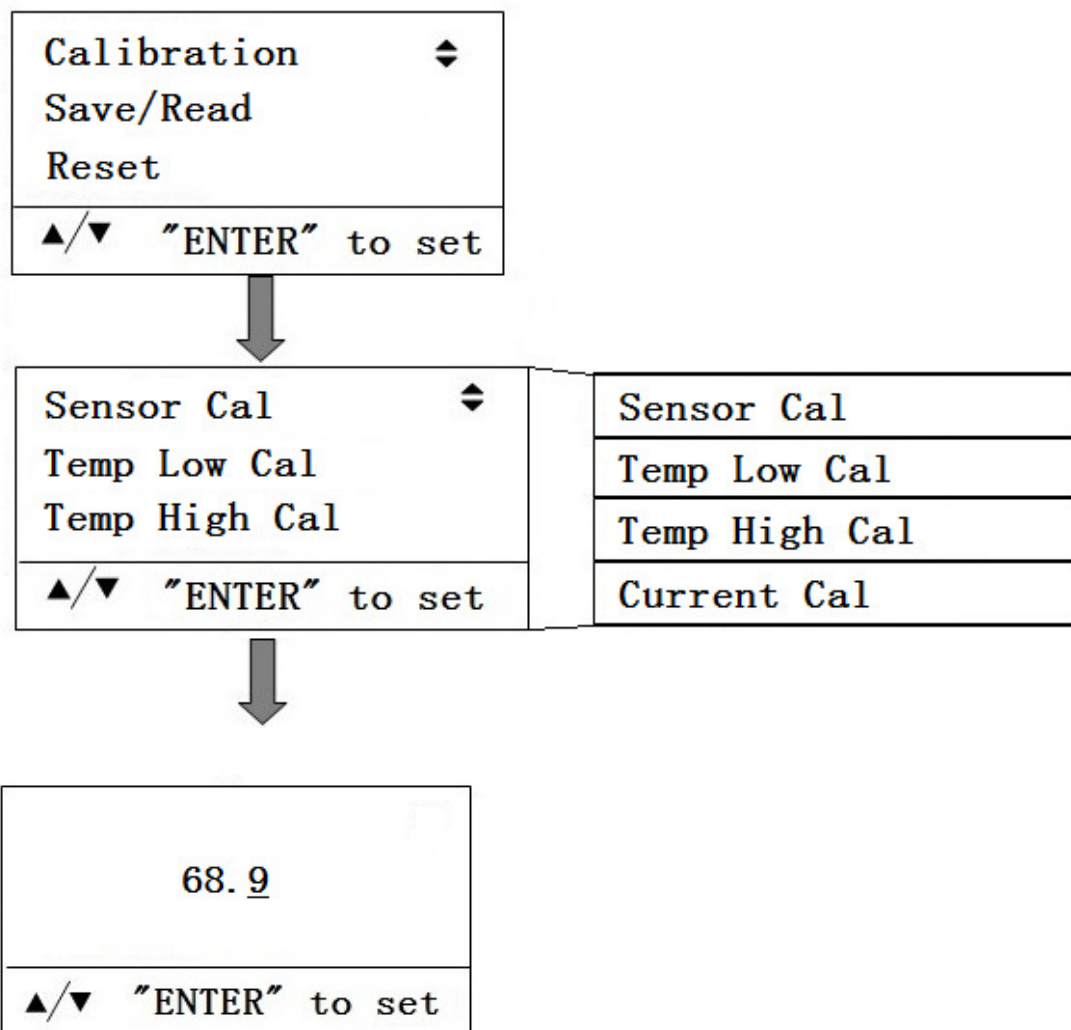 Calibration
Save/Read
Reset
▲/▼ "ENTER" to set
Sensor Cal
Temp Low Cal
Temp High Cal
▲/▼ "ENTER" to set
Sensor Cal
Temp Low Cal
Temp High Cal
Current Cal
68.9
▲/▼ "ENTER" to set